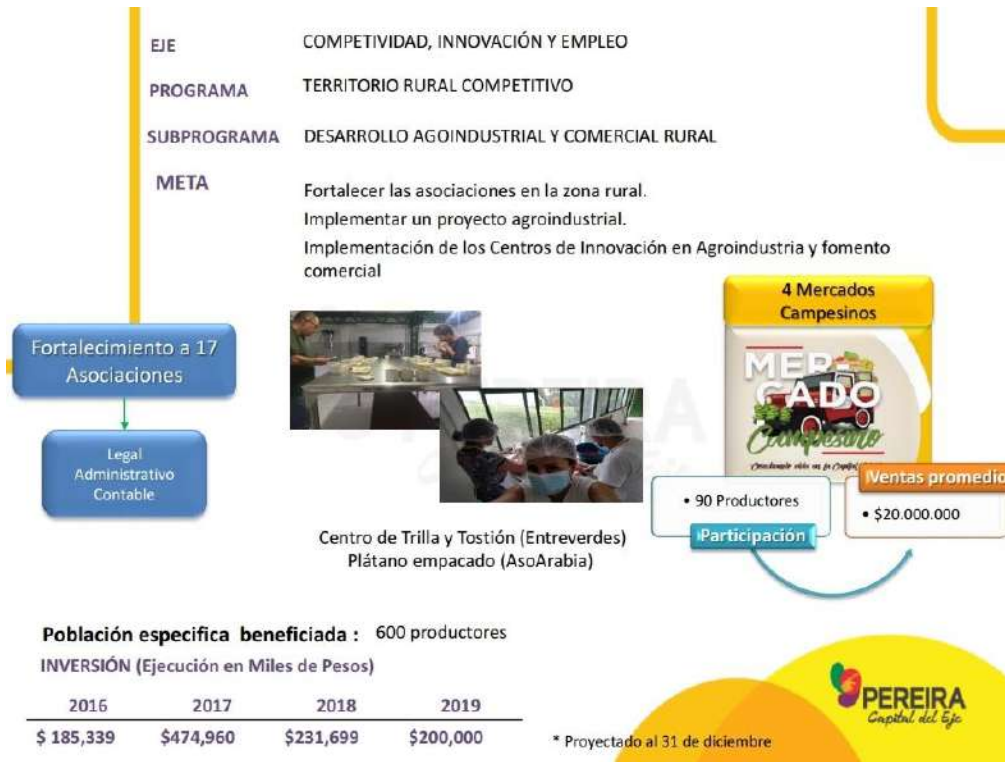 EJE COMPETIVIDAD, INNOVACIÓN Y EMPLEO
PROGRAMA TERRITORIO RURAL COMPETITIVO
SUBPROGRAMA DESARROLLO AGOINDUSTRIAL Y COMERCIAL RURAL
META
Fortalecer las asociaciones en la zona rural.
Implementar un proyecto agroindustrial.
Implementación de los Centros de Innovación en Agroindustria y fomento
comercial
4 Mercados
Campesinos
Fortalecimiento a 17
Asociaciones
MER
CADO
Campesino
Legal
Administrativo
Contable
Ventas promedio
• 90 Productores
• $20.000.000
Participación
Centro de Trilla y Tostión (Entreverdes)
Plátano empacado (AsoArabia)
Población especifica beneficiada : 600 productores
INVERSIÓN (Ejecución en Miles de Pesos)
2016 2017 2018 2019
$ 185,339 $474,960 $231,699 $200,000
* Proyectado al 31 de diciembre
PEREIRA
Capital del Eje